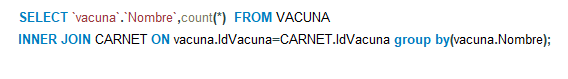 SELECT `vacuna`.`Nombre`,count(*) FROM VACUNA
INNER JOIN CARNET ON vacuna.IdVacuna=CARNET.IdVacuna group by(vacuna.Nombre);